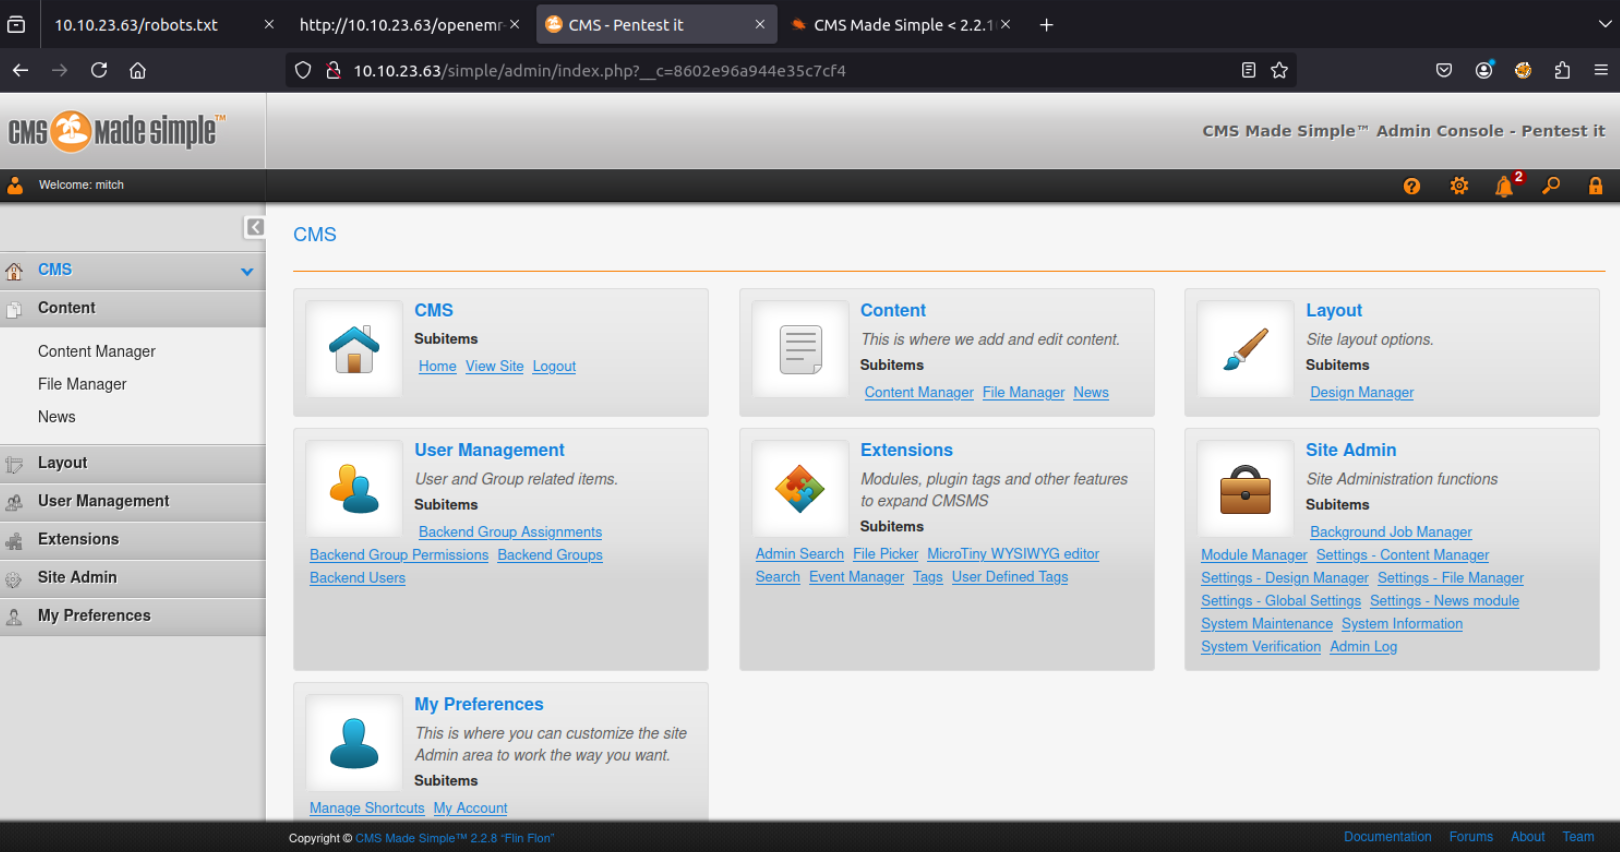 10.10.23.63/robots.txt
http://10.10.23.63/openemr
CMS - Pentest it
CMS Made Simple < 2.2.1
10.10.23.63/simple/admin/index.php?__c=8602e96a944e35c7cf4
CMS Made simple™
CMS Made Simple™ Admin Console - Pentest it
Welcome: mitch
2
CMS
Content
Content Manager
File Manager
News
Layout
User Management
Extensions
Site Admin
My Preferences
CMS
CMS
Subitems
Home View Site Logout
Content
This is where we add and edit content.
Subitems
Content Manager File Manager News
Layout
Site layout options.
Subitems
Design Manager
User Management
User and Group related items.
Subitems
Backend Group Assignments
Backend Group Permissions Backend Groups
Backend Users
Extensions
Modules, plugin tags and other features
to expand CMSMS
Subitems
Admin Search File Picker MicroTiny WYSIWYG editor
Search Event Manager Tags User Defined Tags
Site Admin
Site Administration functions
Subitems
Background Job Manager
Module Manager Settings - Content Manager
Settings - Design Manager Settings - File Manager
Settings - Global Settings Settings - News module
System Maintenance System Information
System Verification Admin Log
My Preferences
This is where you can customize the site
Admin area to work the way you want.
Subitems
Manage Shortcuts My Account
Copyright © CMS Made Simple™ 2.2.8 “Flin Flon”
Documentation Forums About Team